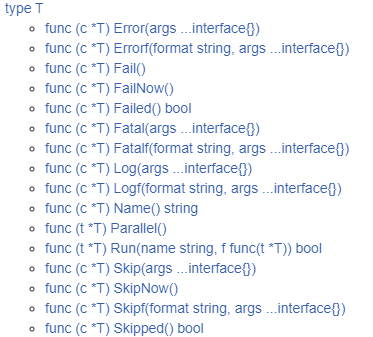 type T
func (c *T) Error(args ...interface{})
func (c *T) Errorf(format string, args ...interface{})
func (c *T) Fail()
func (c *T) FailNow()
func (c *T) Failed() bool
func (c *T) Fatal(args ...interface{})
func (c *T) Fatalf(format string, args ...interface{})
func (c *T) Log(args ...interface{})
func (c *T) Logf(format string, args ...interface{})
func (c *T) Name() string
func (t *T) Parallel()
func (t *T) Run(name string, f func(t *T)) bool
func (c *T) Skip(args ...interface{})
func (c *T) SkipNow()
func (c *T) Skipf(format string, args ...interface{})
func (c *T) Skipped() bool